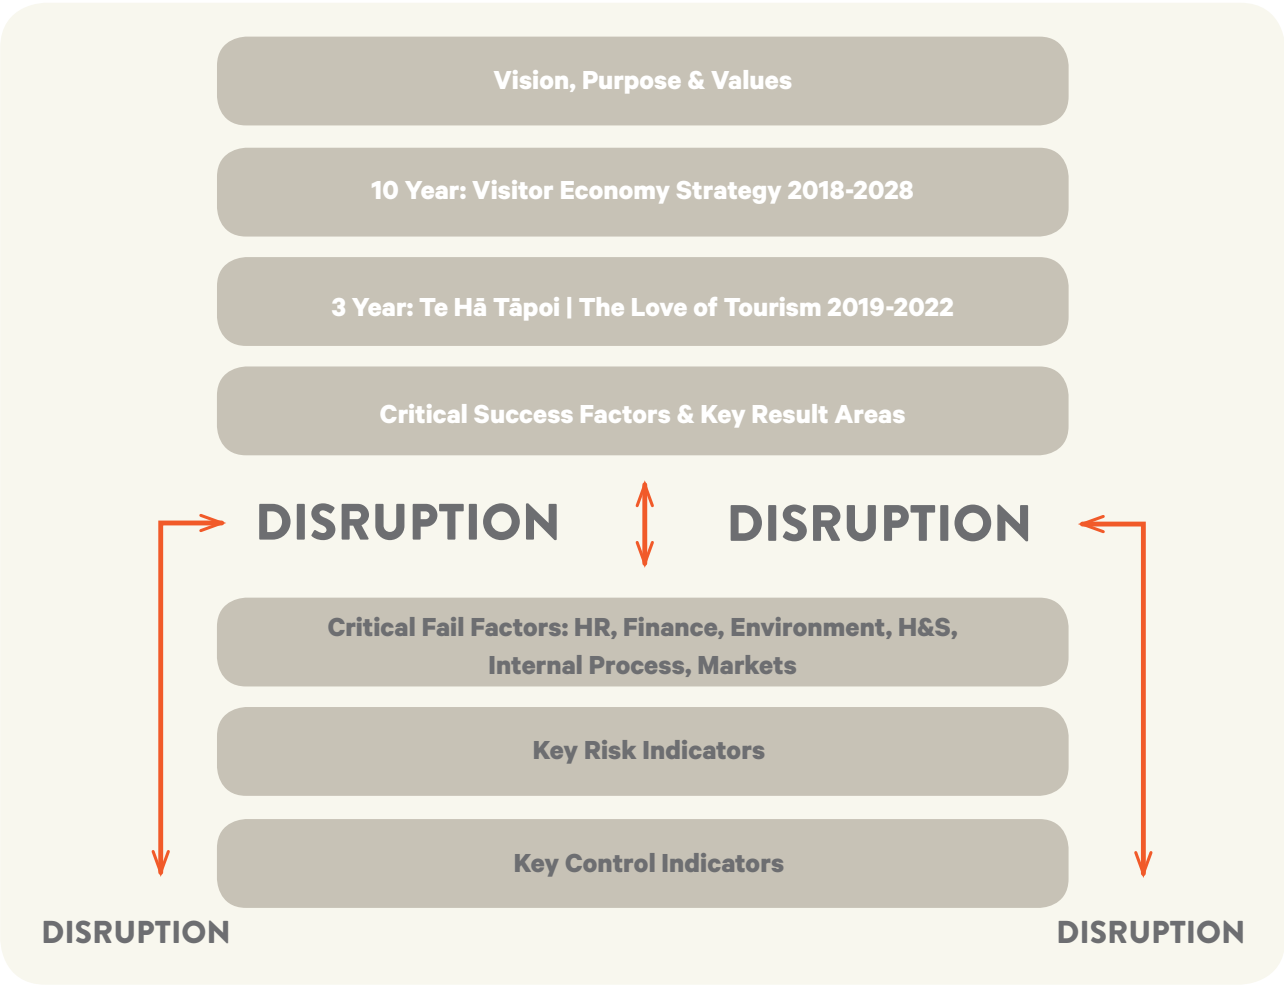 Vision, Purpose & Values
10 Year: Visitor Economy Strategy 2018-2028
3 Year: Te Hā Tāpoi | The Love of Tourism 2019-2022
Critical Success Factors & Key Result Areas
DISRUPTION
DISRUPTION
Critical Fail Factors: HR, Finance, Environment, H&S,
Internal Process, Markets
Key Risk Indicators
Key Control Indicators
DISRUPTION
DISRUPTION